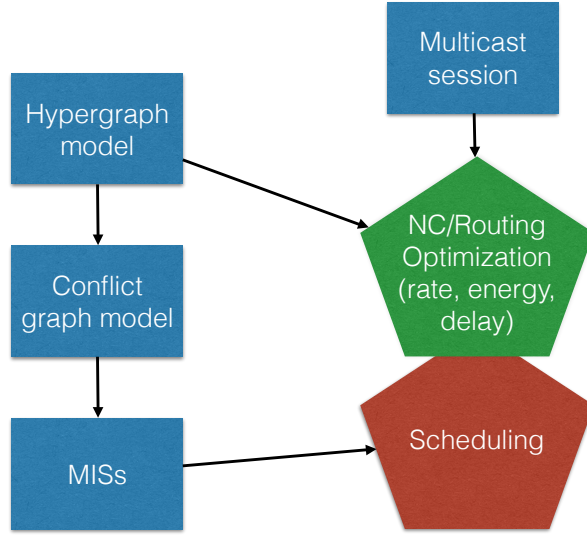 Multicast
session
Hypergraph
model
NC/Routing
Optimization
(rate, energy,
delay)
Conflict
graph model
Scheduling
MISs